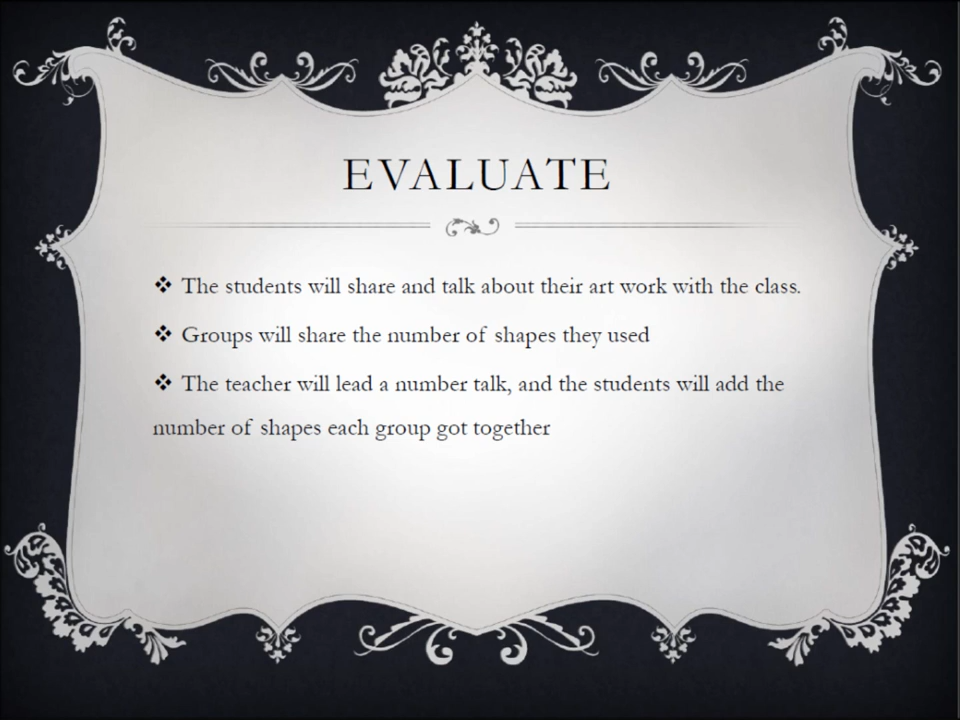 EVALUATE
❖ The students will share and talk about their art work with the class.
❖ Groups will share the number of shapes they used
❖ The teacher will lead a number talk, and the students will add the
number of shapes each group got together